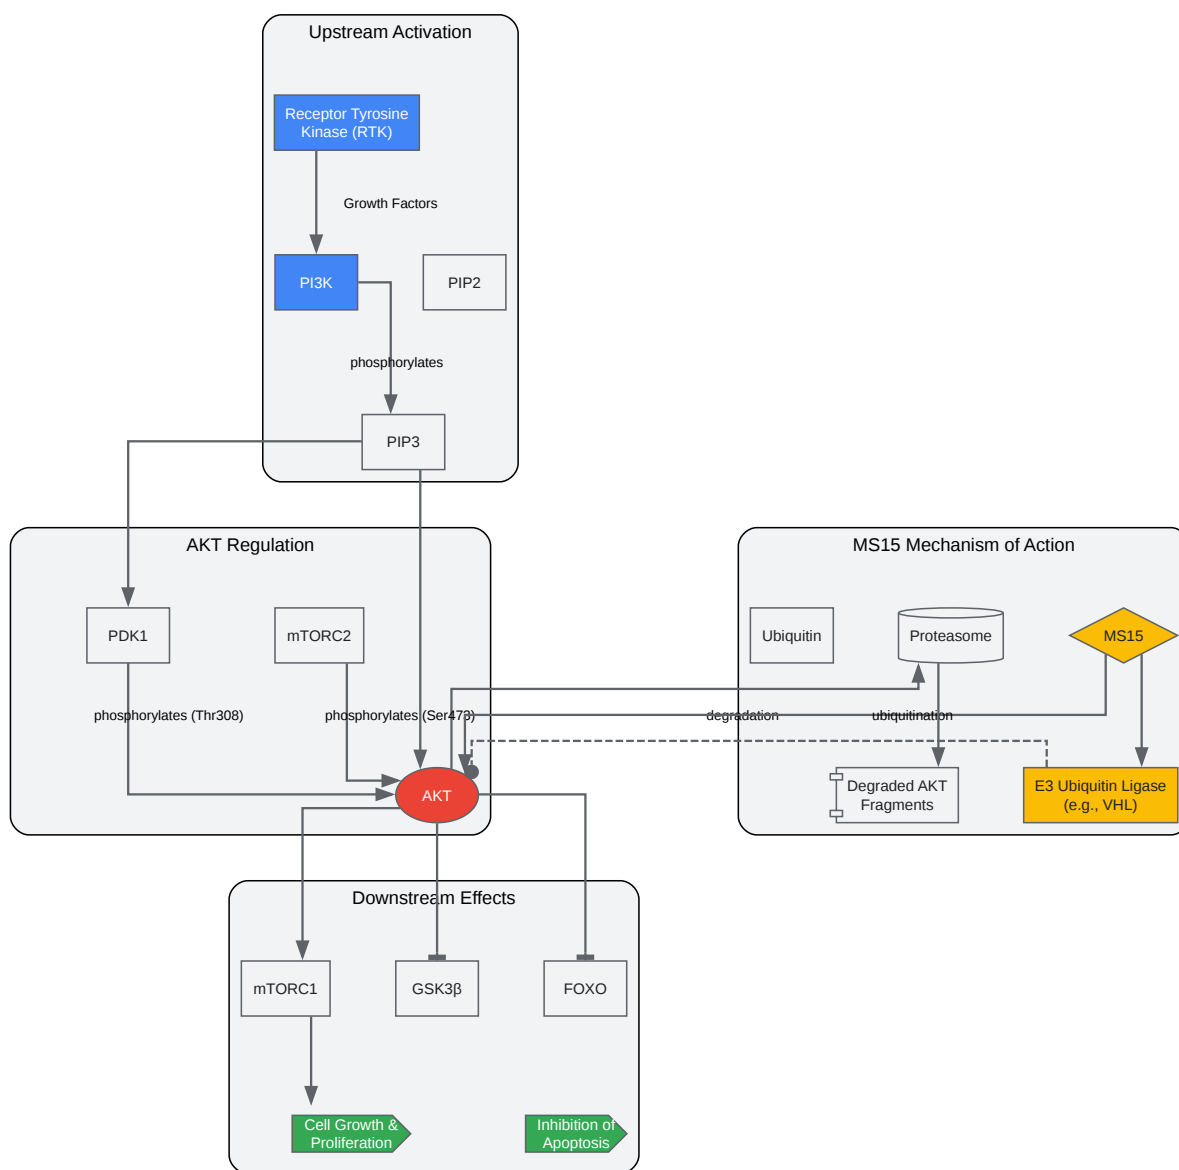 Upstream Activation
Receptor Tyrosine
Kinase (RTK)
Growth Factors
PI3K
PIP2
phosphorylates
PIP3
AKT Regulation
PDK1
mTORC2
phosphorylates (Thr308)
phosphorylates (Ser473)
AKT
MS15 Mechanism of Action
Ubiquitin
Proteasome
MS15
degradation
ubiquitination
Degraded AKT
Fragments
E3 Ubiquitin Ligase
(e.g., VHL)
Downstream Effects
mTORC1
GSK3β
FOXO
Cell Growth &
Proliferation
Inhibition of
Apoptosis